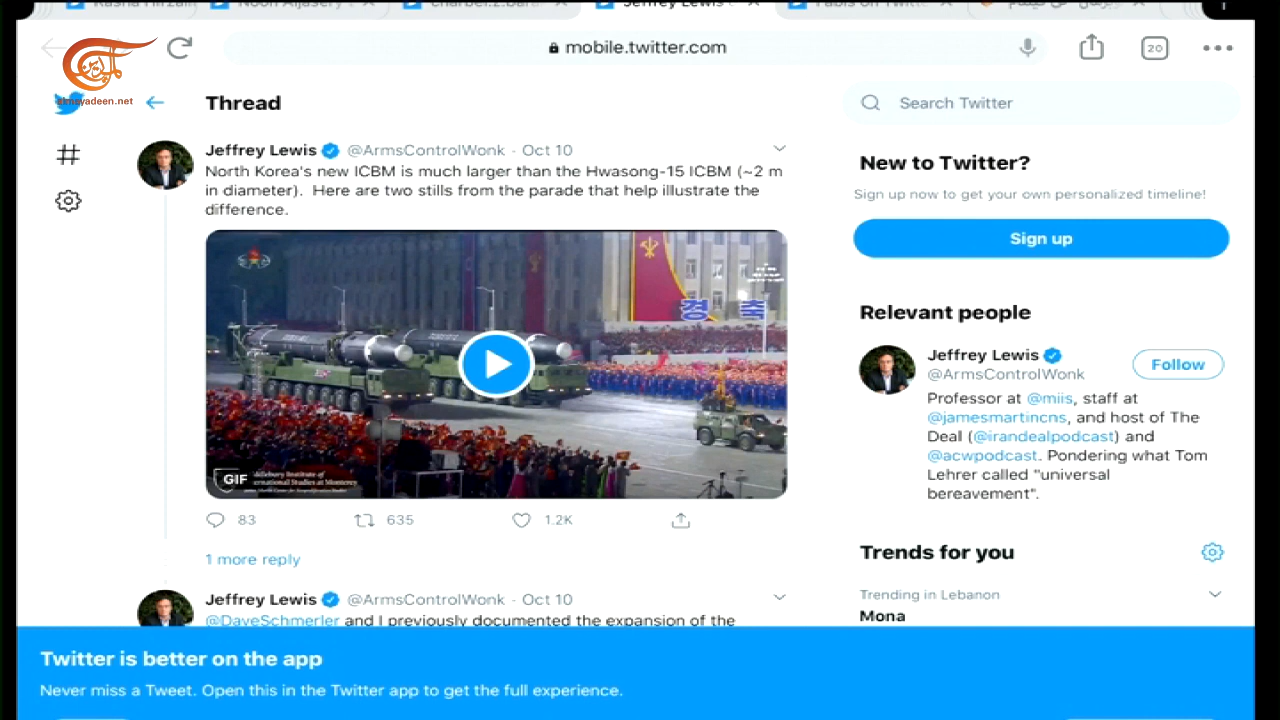 Jeffrey Lewis
mobile.twitter.com
20
الميادين
almayadeen.net
Thread
Search Twitter
Jeffrey Lewis @ArmsControlWonk · Oct 10
North Korea's new ICBM is much larger than the Hwasong-15 ICBM (~2 m
in diameter). Here are two stills from the parade that help illustrate the
difference.
경 축
GIF
83
635
1.2K
1 more reply
Jeffrey Lewis @ArmsControlWonk · Oct 10
@DaveSchmerler and I previously documented the expansion of the
New to Twitter?
Sign up now to get your own personalized timeline!
Sign up
Relevant people
Jeffrey Lewis
@ArmsControlWonk
Follow
Professor at @miis, staff at
@jamesmartincns, and host of The
Deal (@irandealpodcast) and
@acwpodcast. Pondering what Tom
Lehrer called "universal
bereavement".
Trends for you
Trending in Lebanon
Mona
Twitter is better on the app
Never miss a Tweet. Open this in the Twitter app to get the full experience.